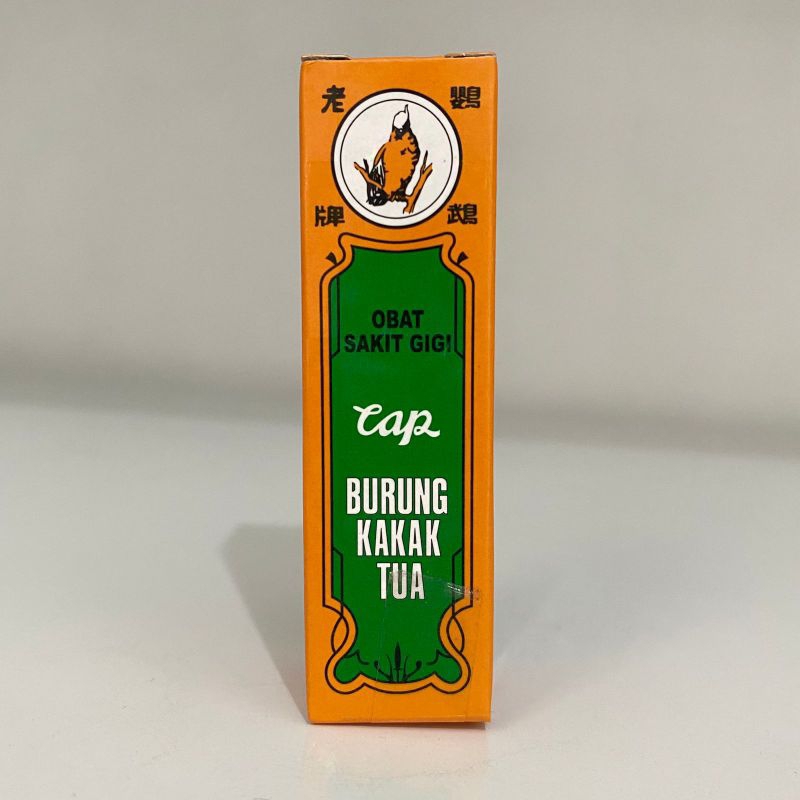 老 鸚
牌 鵡
OBAT
SAKIT GIGI
Cap
BURUNG
KAKAK
TUA